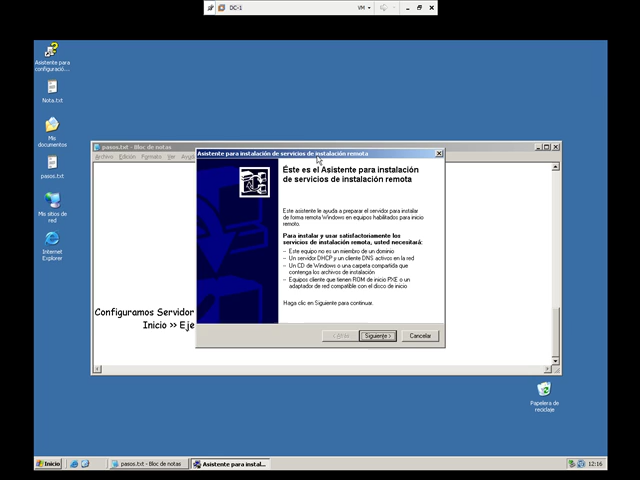 DC-1
VM
Asistente para
configuració...
Nota.txt
Mis
documentos
pasos.txt
Mis sitios de
red
Internet
Explorer
pasos.txt - Bloc de notas
Archivo Edición Formato Ver Ayuda
Configuramos Servidor
Inicio >> Eje
Asistente para instalación de servicios de instalación remota
Éste es el Asistente para instalación
de servicios de instalación remota
Este asistente le ayuda a preparar el servidor para instalar
de forma remota Windows en equipos habilitados para inicio
remoto.
Para instalar y usar satisfactoriamente los
servicios de instalación remota, usted necesitará:
– Este equipo no es un miembro de un dominio
– Un servidor DHCP y un cliente DNS activos en la red
– Un CD de Windows o una carpeta compartida que
contenga los archivos de instalación
– Equipos cliente que tienen ROM de inicio PXE o un
adaptador de red compatible con el disco de inicio
Haga clic en Siguiente para continuar.
< Atrás Siguiente > Cancelar
Papelera de
reciclaje
Inicio
pasos.txt - Bloc de notas
Asistente para instal...
12:16